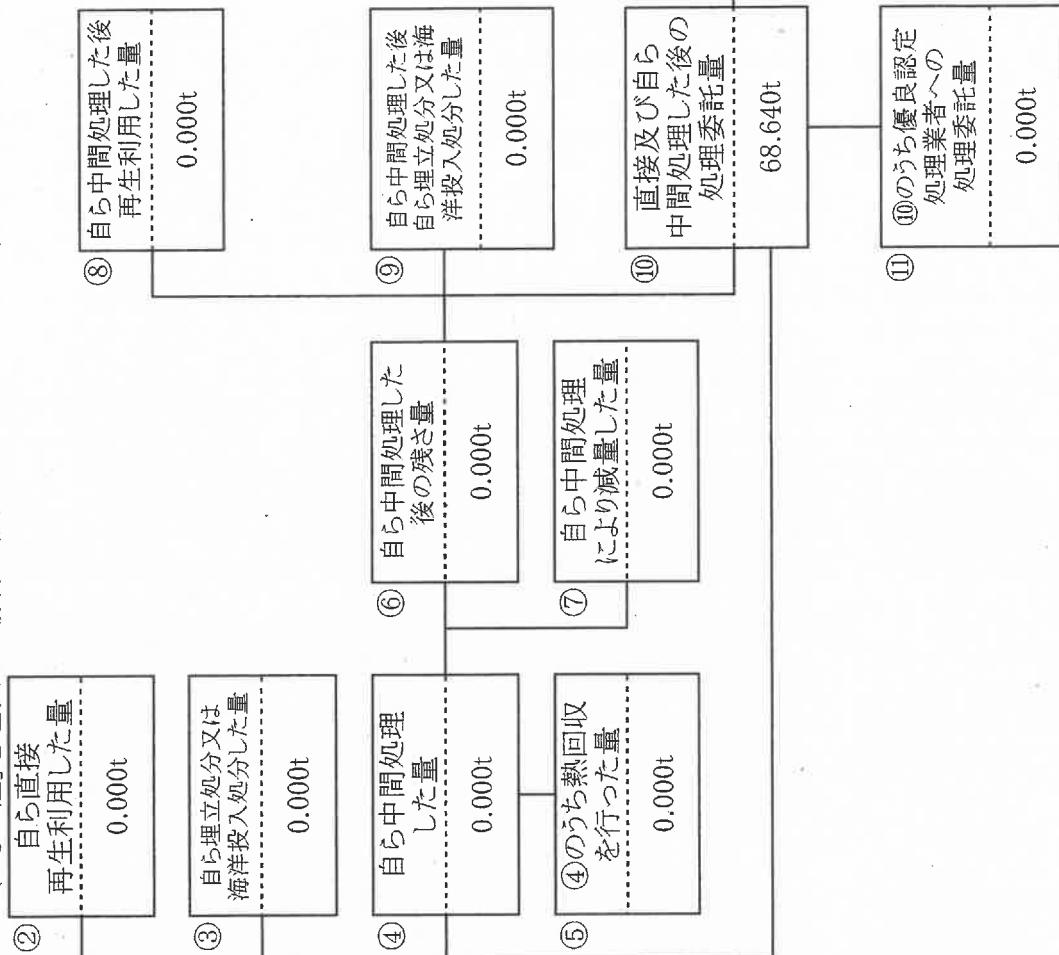 ②
自ら直接
再生利用した量
0.000t
③
自ら埋立処分又は
海洋投入処分した量
0.000t
④
自ら中間処理
した量
0.000t
⑤
④のうち熱回収
を行った量
0.000t
⑥
自ら中間処理した
後の残さ量
0.000t
⑦
自ら中間処理
により減量した量
0.000t
⑧
自ら中間処理した後
再生利用した量
0.000t
⑨
自ら中間処理した後
自ら埋立処分又は海
洋投入処分した量
0.000t
⑩
直接及び自ら
中間処理した後の
処理委託量
68.640t
⑪
⑩のうち優良認定
処理業者への
処理委託量
0.000t